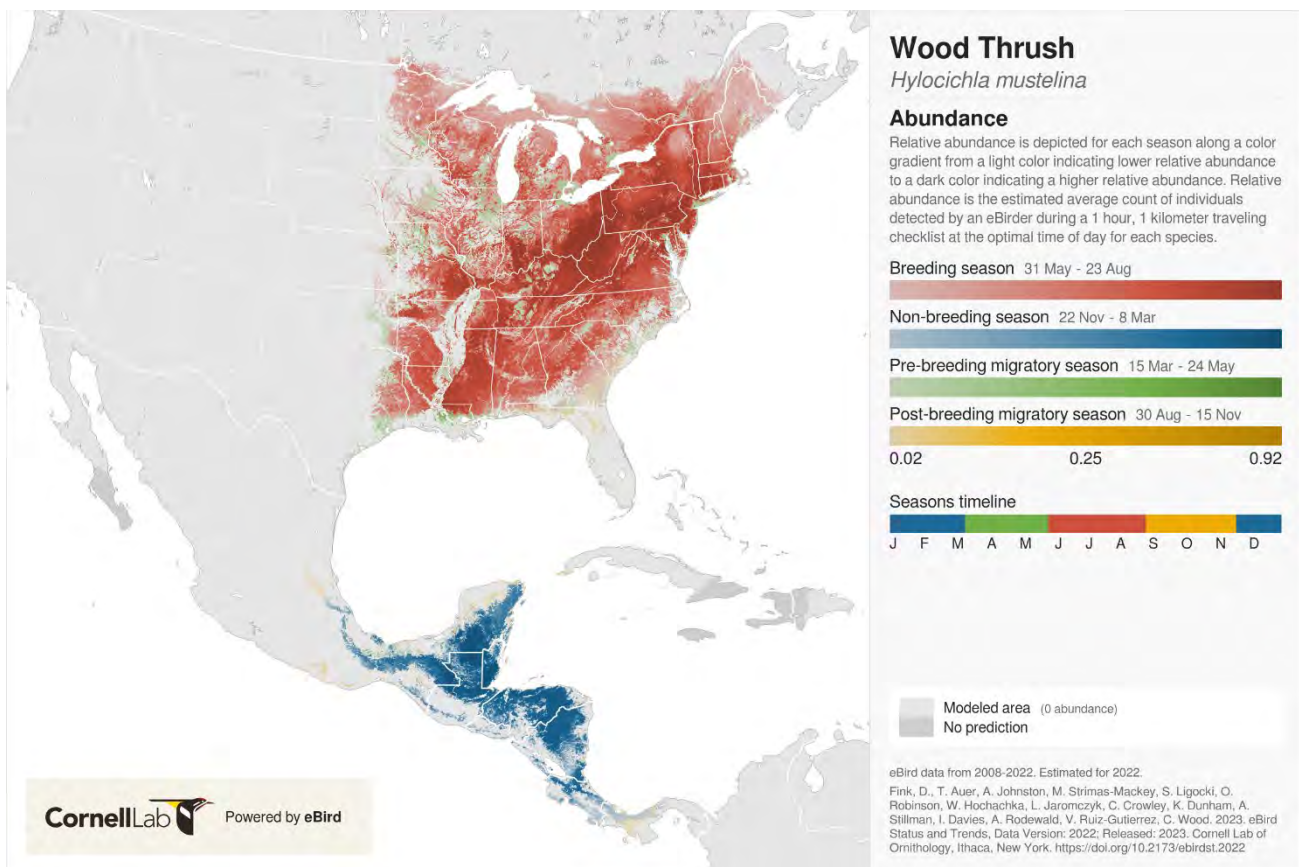 Wood Thrush
Hylocichla mustelina
Abundance
Relative abundance is depicted for each season along a color
gradient from a light color indicating lower relative abundance
to a dark color indicating a higher relative abundance. Relative
abundance is the estimated average count of individuals
detected by an eBirder during a 1 hour, 1 kilometer traveling
checklist at the optimal time of day for each species.
Breeding season 31 May - 23 Aug
Non-breeding season 22 Nov - 8 Mar
Pre-breeding migratory season 15 Mar - 24 May
Post-breeding migratory season 30 Aug - 15 Nov
0.02 0.25 0.92
Seasons timeline
J F M A M J J A S O N D
Modeled area (0 abundance)
No prediction
eBird data from 2008-2022. Estimated for 2022.
Fink, D., T. Auer, A. Johnston, M. Strimas-Mackey, S. Ligocki, O.
Robinson, W. Hochachka, L. Jaromczyk, C. Crowley, K. Dunham, A.
Stillman, I. Davies, A. Rodewald, V. Ruiz-Gutierrez, C. Wood. 2023. eBird
Status and Trends, Data Version: 2022; Released: 2023. Cornell Lab of
Ornithology, Ithaca, New York. https://doi.org/10.2173/ebirdst.2022
CornellLab Powered by eBird